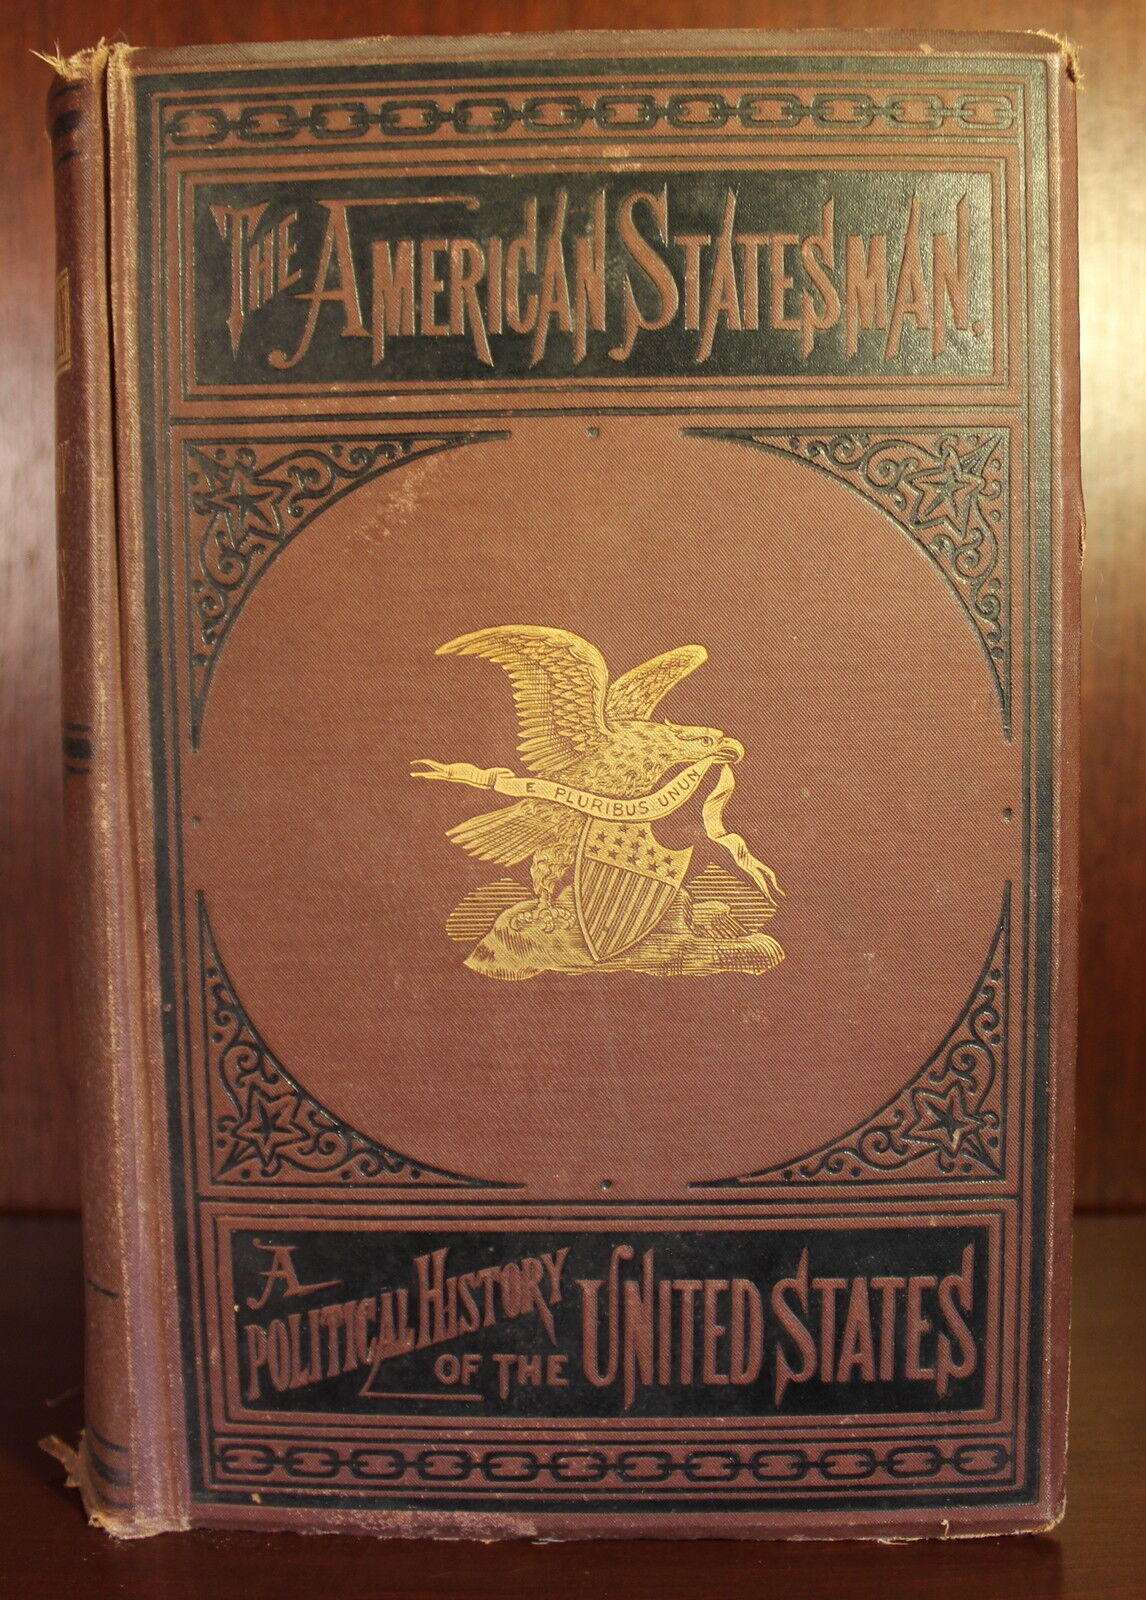 THE AMERICAN STATESMAN.
E PLURIBUS UNUN
A
POLITICAL HISTORY
OF THE UNITED STATES